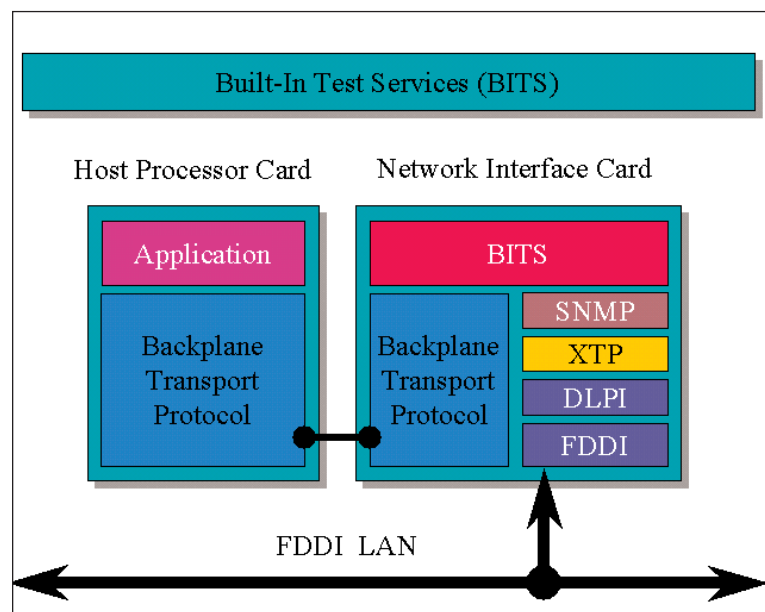 Built-In Test Services (BITS)
Host Processor Card
Network Interface Card
Application
Backplane
Transport
Protocol
BITS
Backplane
Transport
Protocol
SNMP
XTP
DLPI
FDDI
FDDI LAN